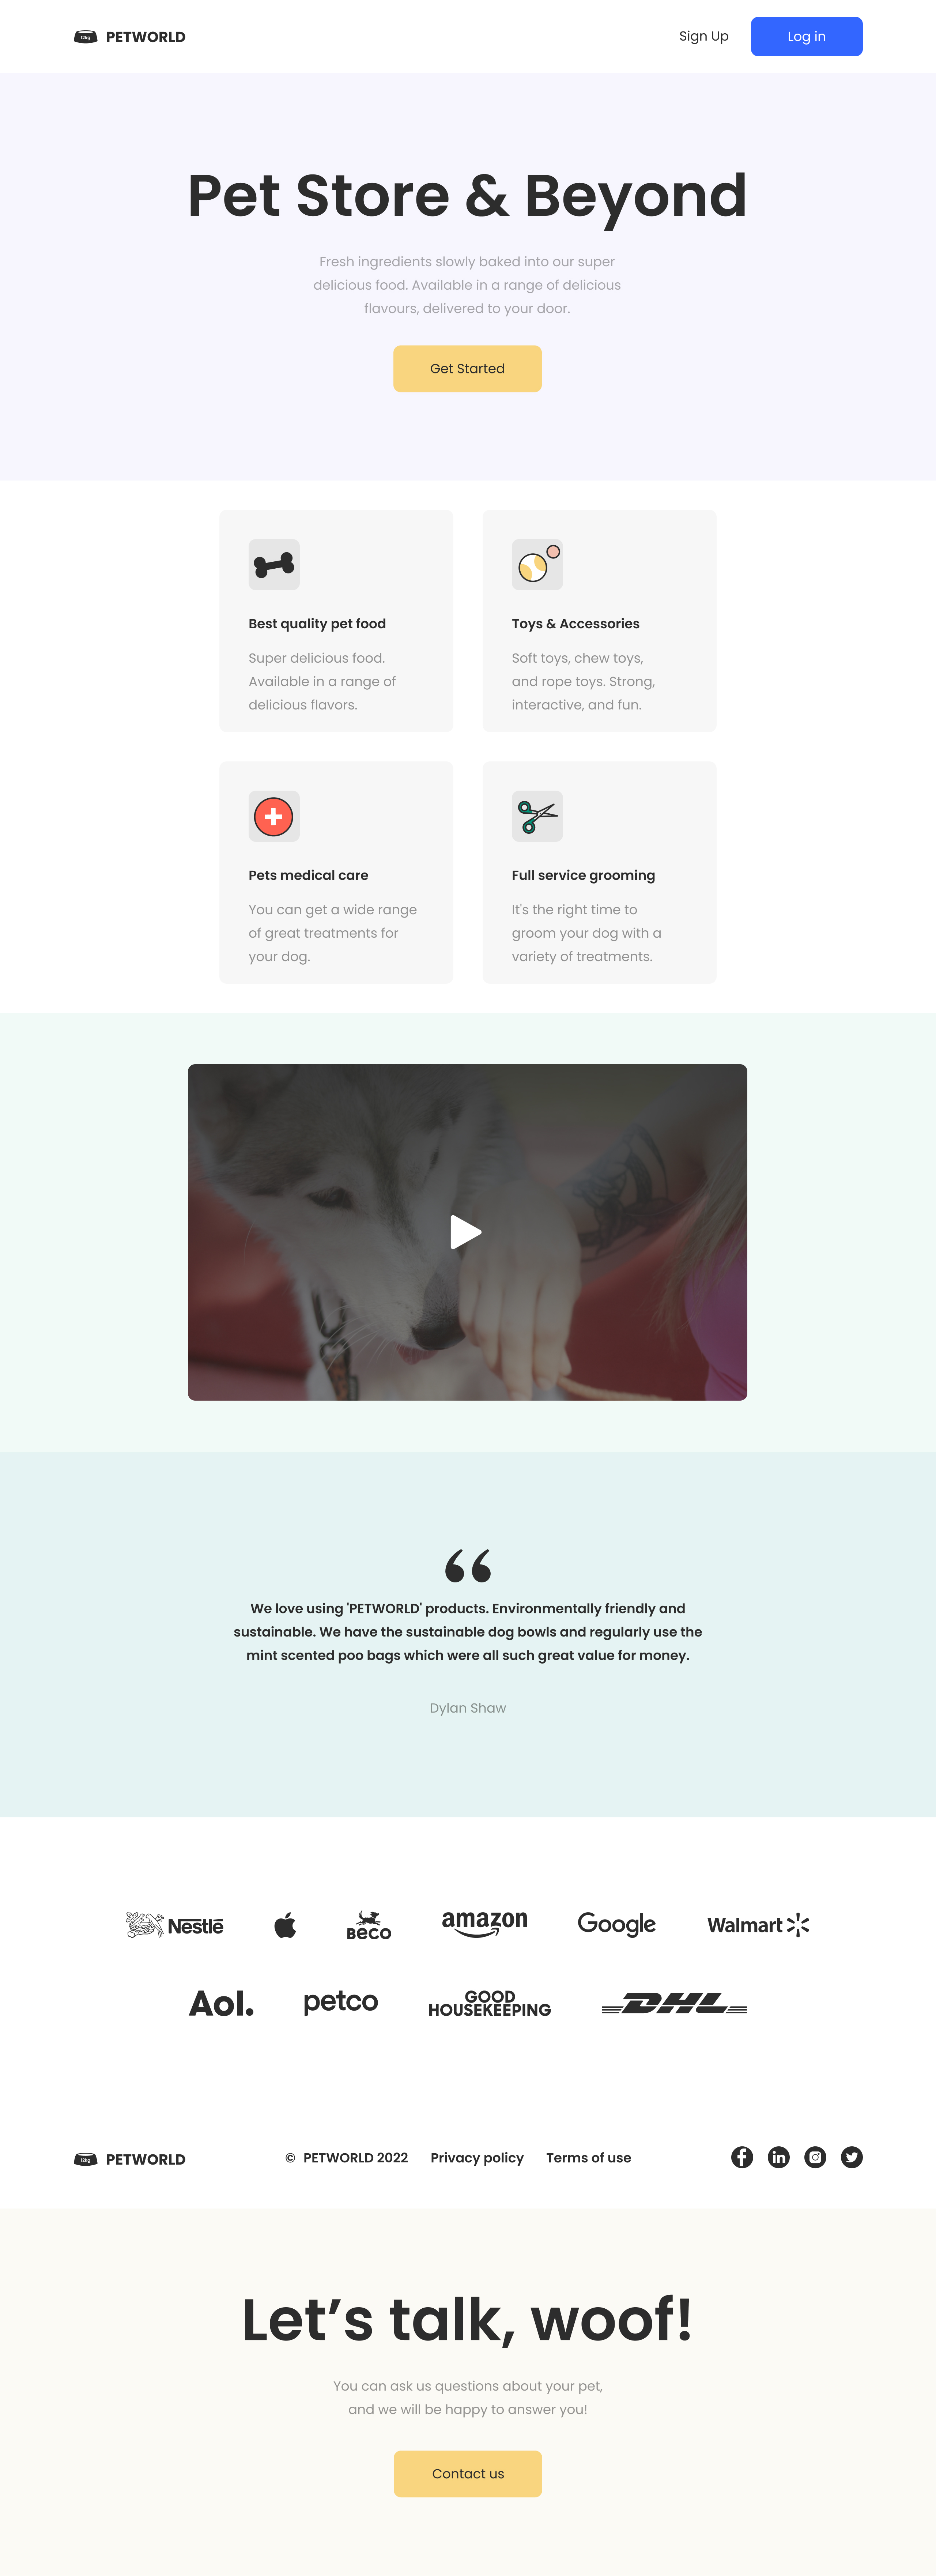 12kg PETWORLD
Sign Up
Log in
Pet Store & Beyond
Fresh ingredients slowly baked into our super
delicious food. Available in a range of delicious
flavours, delivered to your door.
Get Started
Best quality pet food
Super delicious food.
Available in a range of
delicious flavors.
Toys & Accessories
Soft toys, chew toys,
and rope toys. Strong,
interactive, and fun.
Pets medical care
You can get a wide range
of great treatments for
your dog.
Full service grooming
It's the right time to
groom your dog with a
variety of treatments.
“
We love using 'PETWORLD' products. Environmentally friendly and
sustainable. We have the sustainable dog bowls and regularly use the
mint scented poo bags which were all such great value for money.
Dylan Shaw
Nestlé
BECO
amazon
Google
Walmart
Aol.
petco
GOOD
HOUSEKEEPING
DHL
12kg PETWORLD
© PETWORLD 2022
Privacy policy
Terms of use
Let’s talk, woof!
You can ask us questions about your pet,
and we will be happy to answer you!
Contact us